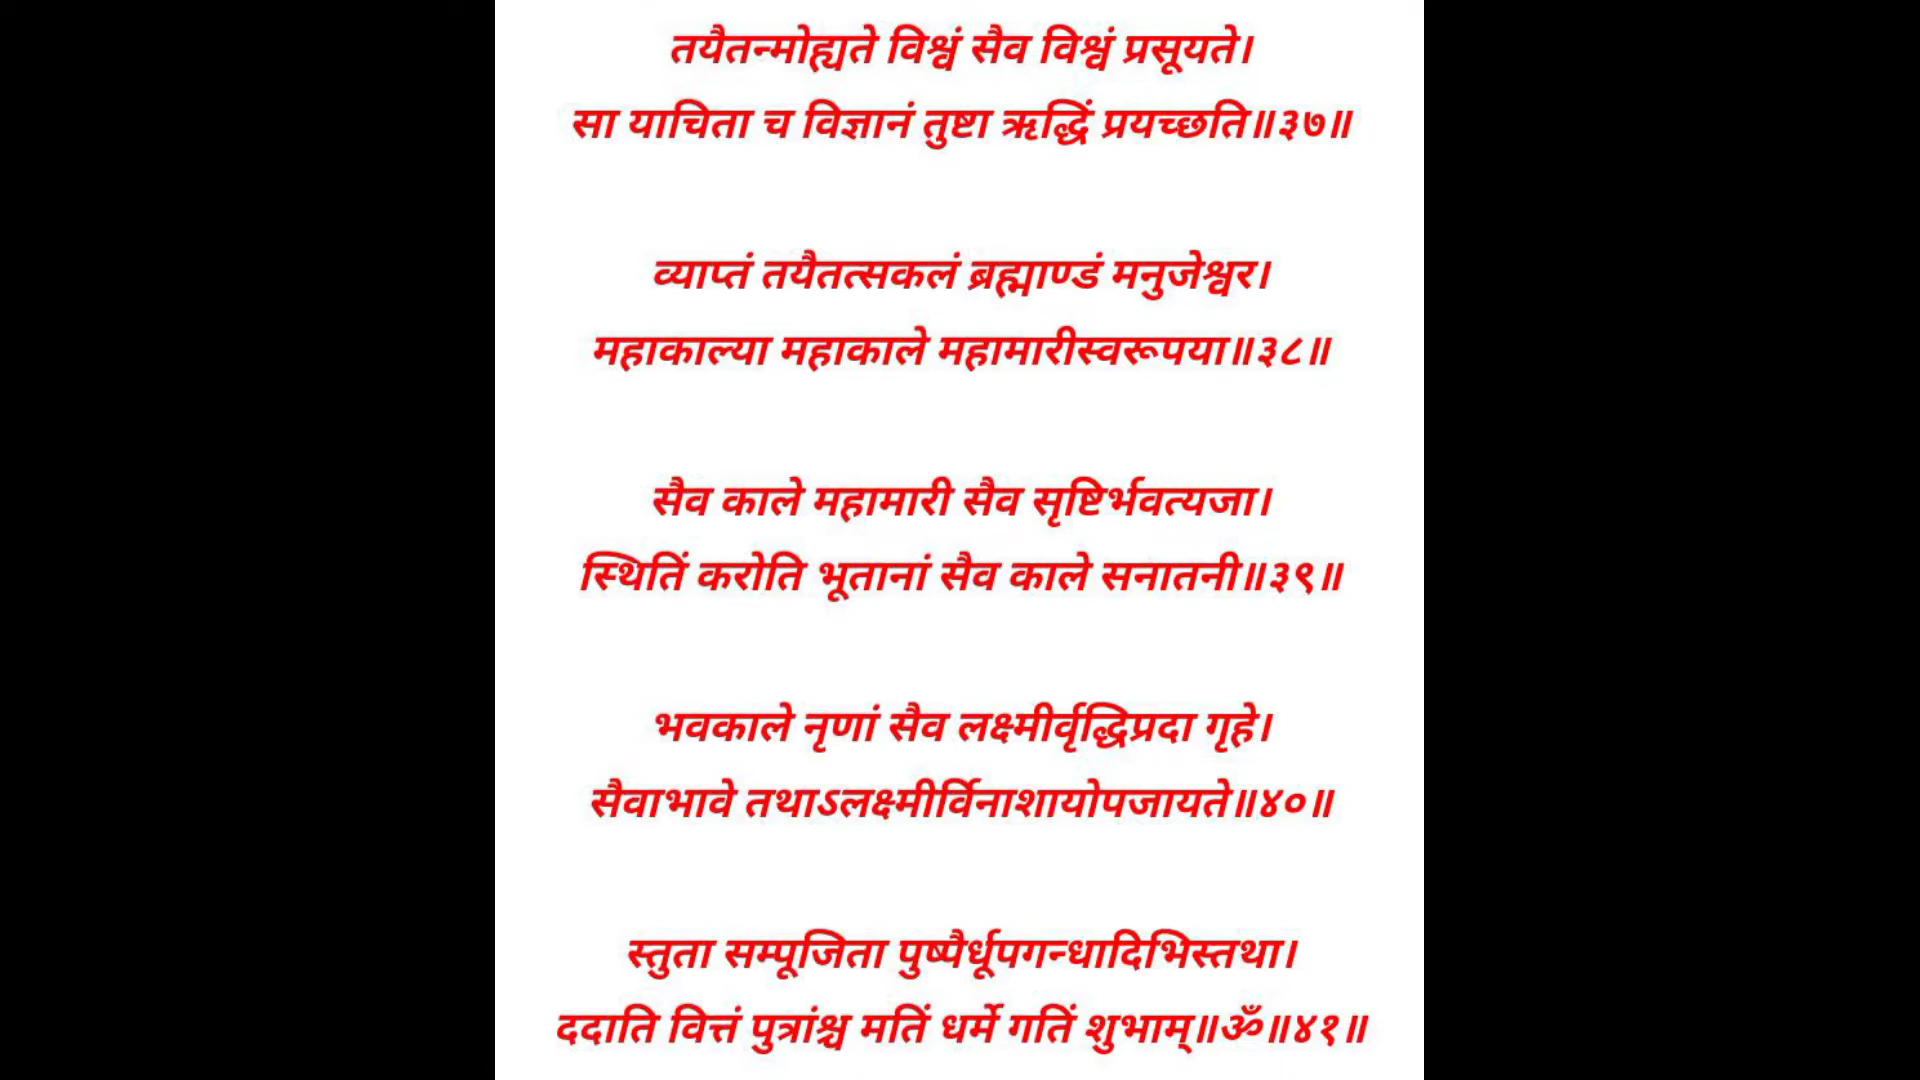 तयैतन्मोह्यते विश्वं सैव विश्वं प्रसूयते।
सा याचिता च विज्ञानं तुष्टा ऋद्धिं प्रयच्छति॥३७॥
व्याप्तं तयैतत्सकलं ब्रह्माण्डं मनुजेश्वर।
महाकाल्या महाकाले महामारीस्वरूपया॥३८॥
सैव काले महामारी सैव सृष्टिर्भवत्यजा।
स्थितिं करोति भूतानां सैव काले सनातनी॥३९॥
भवकाले नृणां सैव लक्ष्मीर्वृद्धिप्रदा गृहे।
सैवाभावे तथाऽलक्ष्मीर्विनाशायोपजायते॥४०॥
स्तुता सम्पूजिता पुष्पैर्धूपगन्धादिभिस्तथा।
ददाति वित्तं पुत्रांश्च मतिं धर्मे गतिं शुभाम्॥ॐ॥४१॥